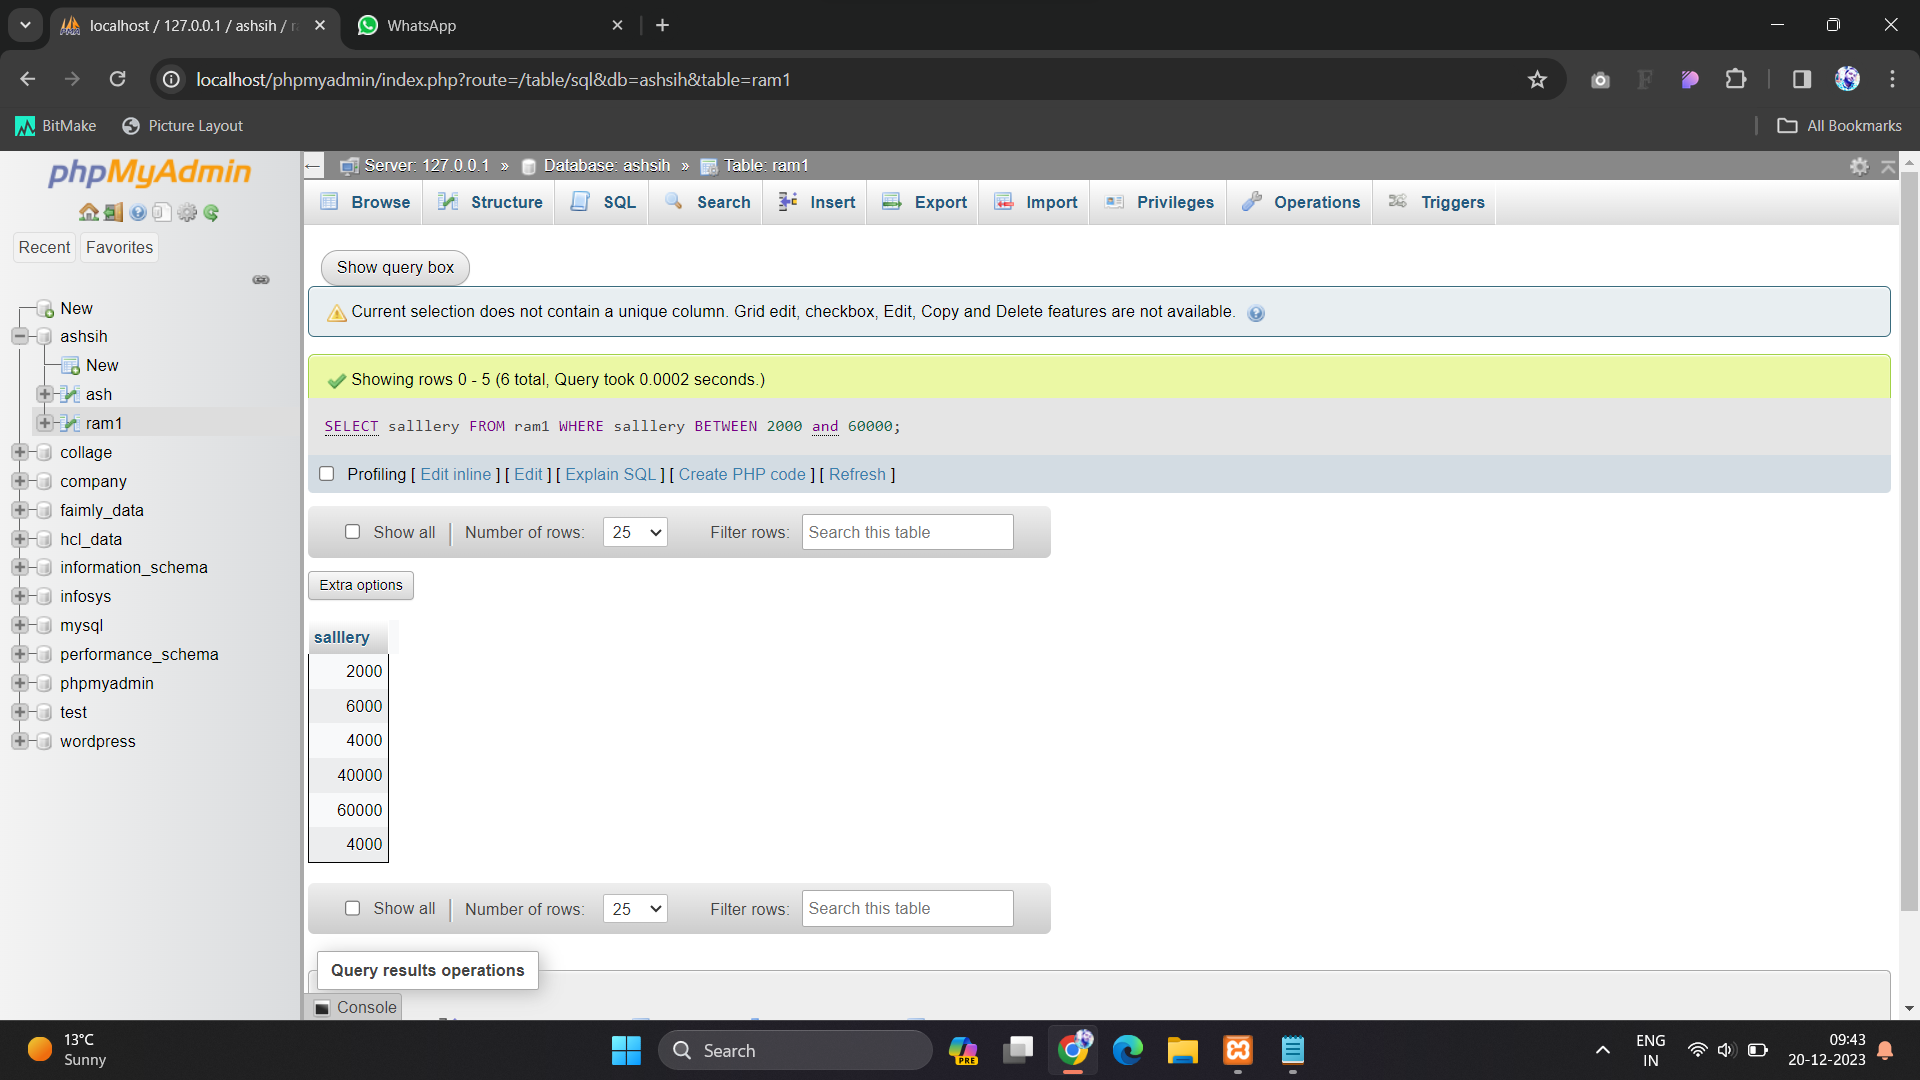 localhost / 127.0.0.1 / ashsih / r
WhatsApp
localhost/phpmyadmin/index.php?route=/table/sql&db=ashsih&table=ram1
BitMake
Picture Layout
All Bookmarks
phpMyAdmin
Recent
Favorites
New
ashsih
New
ash
ram1
collage
company
faimly_data
hcl_data
information_schema
infosys
mysql
performance_schema
phpmyadmin
test
wordpress
Server: 127.0.0.1 » Database: ashsih » Table: ram1
Browse Structure SQL Search Insert Export Import Privileges Operations Triggers
Show query box
Current selection does not contain a unique column. Grid edit, checkbox, Edit, Copy and Delete features are not available.
Showing rows 0 - 5 (6 total, Query took 0.0002 seconds.)
SELECT salllery FROM ram1 WHERE salllery BETWEEN 2000 and 60000;
Profiling [ Edit inline ] [ Edit ] [ Explain SQL ] [ Create PHP code ] [ Refresh ]
Show all | Number of rows: 25 Filter rows: Search this table
Extra options
salllery
2000
6000
4000
40000
60000
4000
Show all | Number of rows: 25 Filter rows: Search this table
Query results operations
Console
13°C
Sunny
Search
PRE
ENG
IN
09:43
20-12-2023